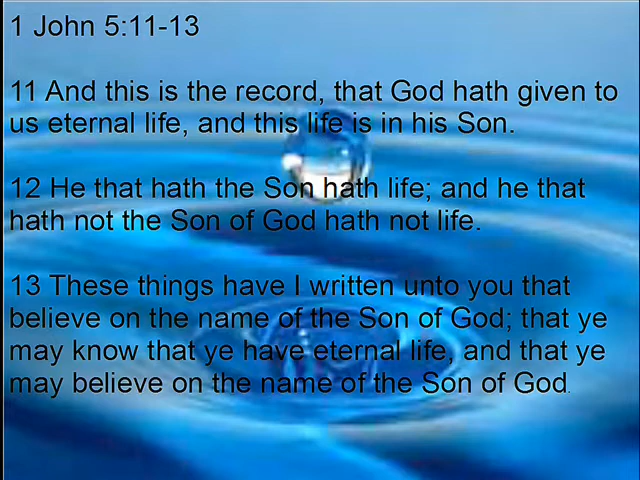 1 John 5:11-13
11 And this is the record, that God hath given to
us eternal life, and this life is in his Son.
12 He that hath the Son hath life; and he that
hath not the Son of God hath not life.
13 These things have I written unto you that
believe on the name of the Son of God; that ye
may know that ye have eternal life, and that ye
may believe on the name of the Son of God.